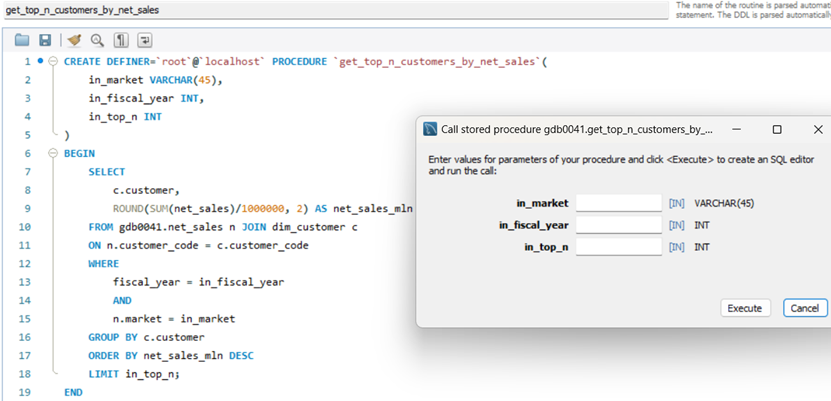 get_top_n_customers_by_net_sales
The name of the routine is parsed automati
statement. The DDL is parsed automatically
1 CREATE DEFINER=`root`@`localhost` PROCEDURE `get_top_n_customers_by_net_sales`(
2 in_market VARCHAR(45),
3 in_fiscal_year INT,
4 in_top_n INT
5 )
6 BEGIN
7 SELECT
8 c.customer,
9 ROUND(SUM(net_sales)/1000000, 2) AS net_sales_mln
10 FROM gdb0041.net_sales n JOIN dim_customer c
11 ON n.customer_code = c.customer_code
12 WHERE
13 fiscal_year = in_fiscal_year
14 AND
15 n.market = in_market
16 GROUP BY c.customer
17 ORDER BY net_sales_mln DESC
18 LIMIT in_top_n;
19 END
Call stored procedure gdb0041.get_top_n_customers_by_...
Enter values for parameters of your procedure and click <Execute> to create an SQL editor
and run the call:
in_market [IN] VARCHAR(45)
in_fiscal_year [IN] INT
in_top_n [IN] INT
Execute Cancel